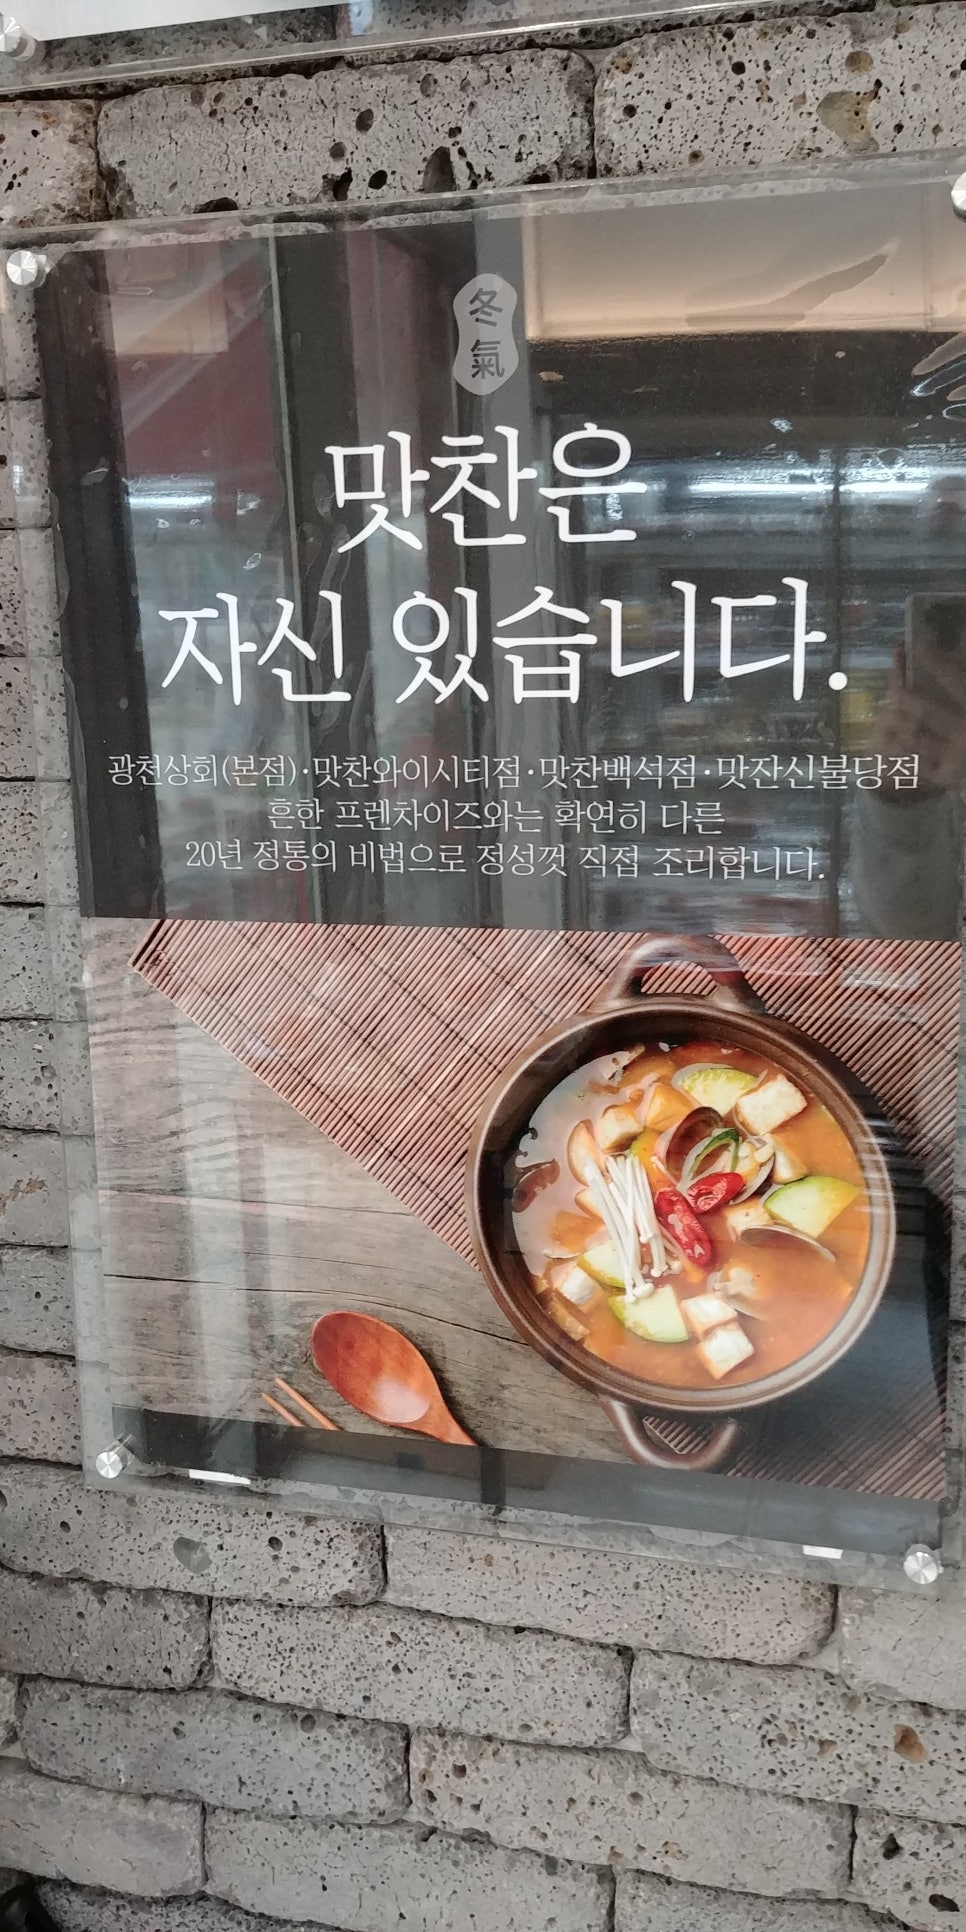 冬
氣
맛찬은
자신 있습니다.
광천상회(본점)·맛찬와이시티점·맛찬백석점·맛잔신불당점
흔한 프렌차이즈와는 확연히 다른
20년 정통의 비법으로 정성껏 직접 조리합니다.